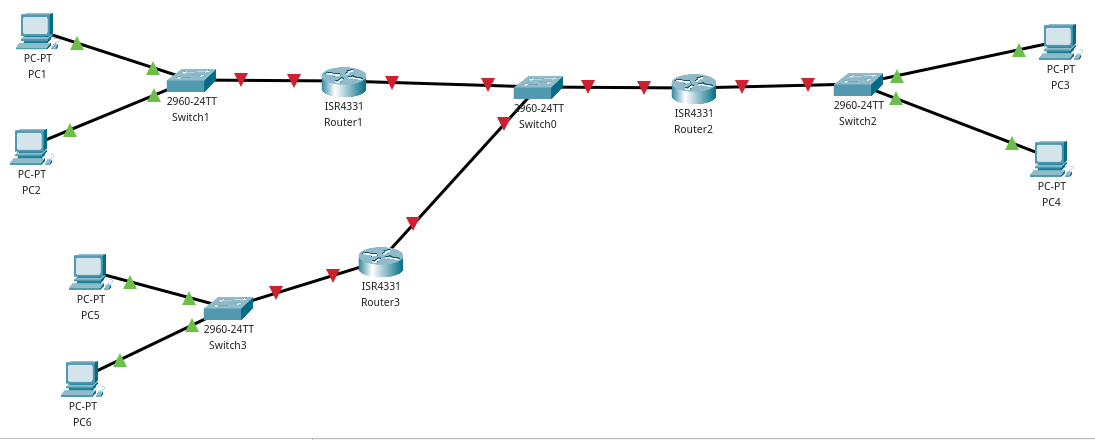 PC-PT
PC1
2960-24TT
Switch1
ISR4331
Router1
2960-24TT
Switch0
ISR4331
Router2
2960-24TT
Switch2
PC-PT
PC3
PC-PT
PC2
PC-PT
PC4
PC-PT
PC5
2960-24TT
Switch3
ISR4331
Router3
PC-PT
PC6